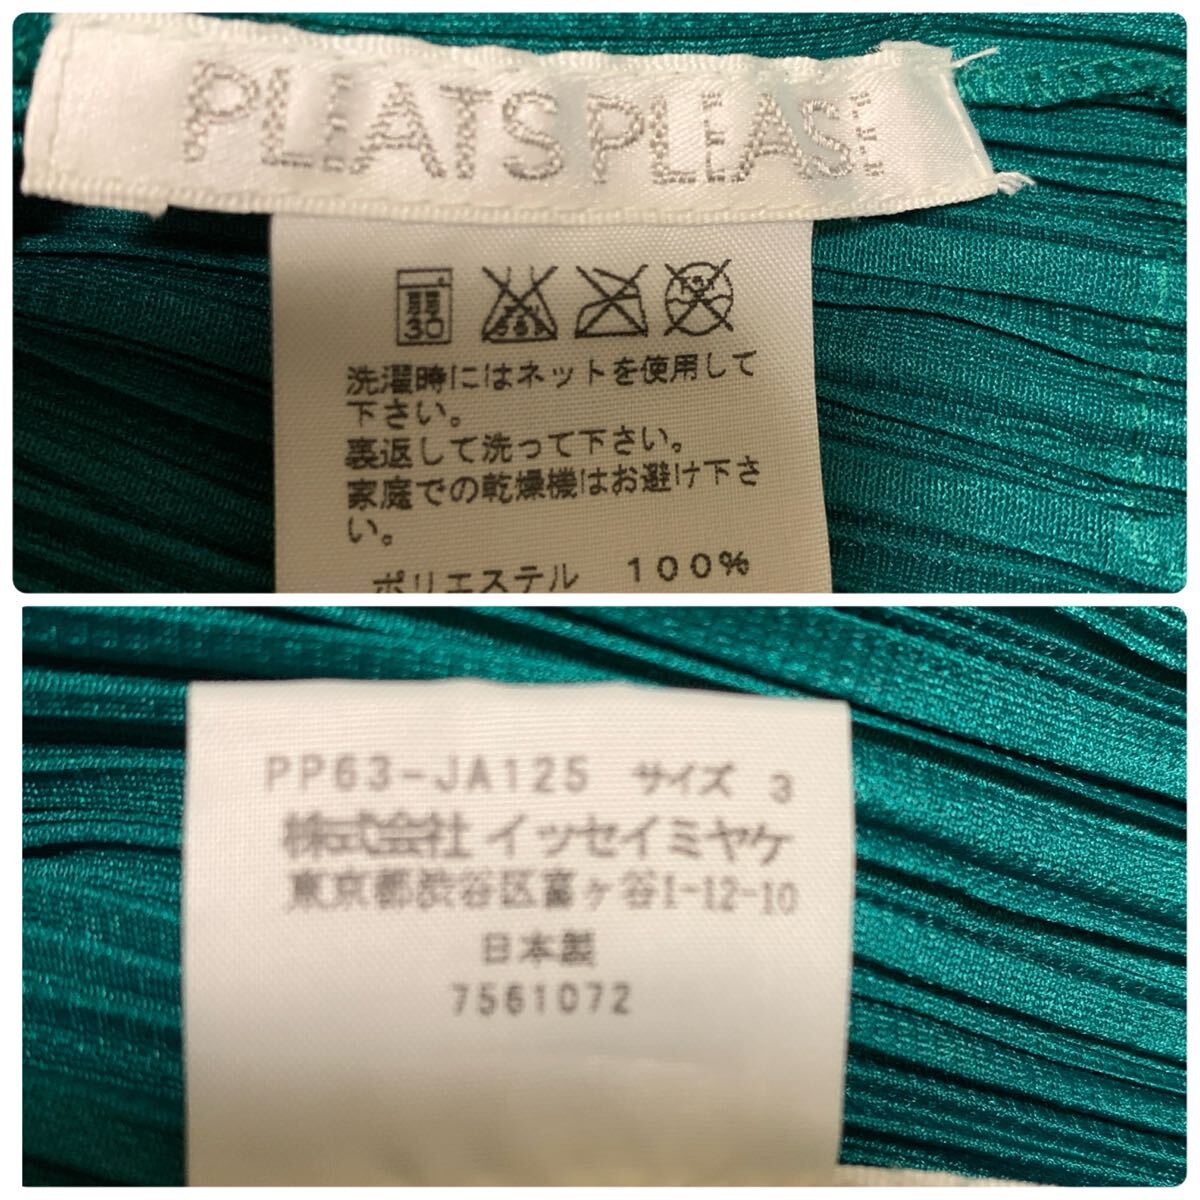 PLEATS PLEASE
30
洗濯時にはネットを使用して
下さい。
裏返して洗って下さい。
家庭での乾燥機はお避け下さ
い。
ポリエステル 100%
PP63-JA125 サイズ 3
株式会社 イッセイミヤケ
東京都渋谷区富ヶ谷1-12-10
日本製
7561072